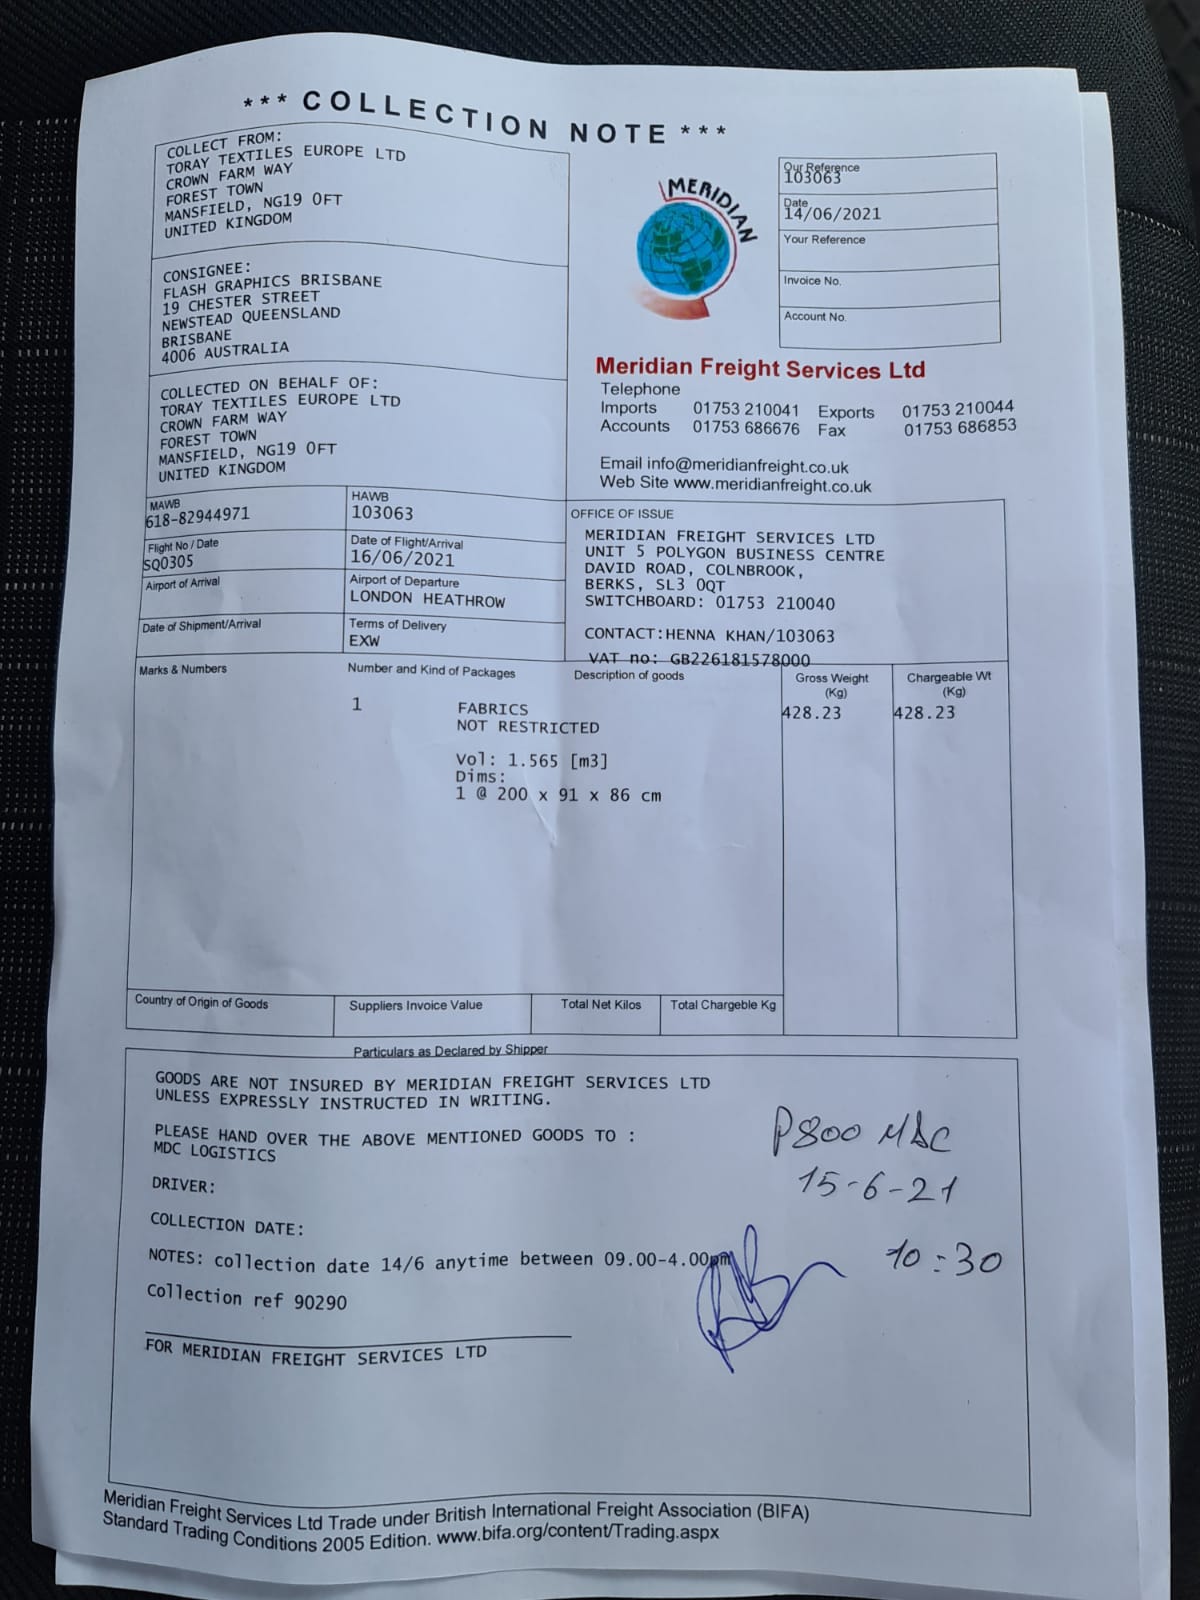 *** COLLECTION NOTE ***
COLLECT FROM:
TORAY TEXTILES EUROPE LTD
CROWN FARM WAY
FOREST TOWN
MANSFIELD, NG19 0FT
UNITED KINGDOM
CONSIGNEE:
FLASH GRAPHICS BRISBANE
19 CHESTER STREET
NEWSTEAD QUEENSLAND
BRISBANE
4006 AUSTRALIA
COLLECTED ON BEHALF OF:
TORAY TEXTILES EUROPE LTD
CROWN FARM WAY
FOREST TOWN
MANSFIELD, NG19 0FT
UNITED KINGDOM
MERIDIAN
Our Reference
103063
Date
14/06/2021
Your Reference
Invoice No.
Account No.
Meridian Freight Services Ltd
Telephone
Imports 01753 210041 Exports 01753 210044
Accounts 01753 686676 Fax 01753 686853
Email info@meridianfreight.co.uk
Web Site www.meridianfreight.co.uk
MAWB
618-82944971
HAWB
103063
Flight No / Date
SQ0305
Date of Flight/Arrival
16/06/2021
Airport of Arrival
Airport of Departure
LONDON HEATHROW
Date of Shipment/Arrival
Terms of Delivery
EXW
OFFICE OF ISSUE
MERIDIAN FREIGHT SERVICES LTD
UNIT 5 POLYGON BUSINESS CENTRE
DAVID ROAD, COLNBROOK,
BERKS, SL3 0QT
SWITCHBOARD: 01753 210040
CONTACT:HENNA KHAN/103063
VAT no: GB226181578000
Marks & Numbers
Number and Kind of Packages
Description of goods
Gross Weight
(Kg)
Chargeable Wt
(Kg)
1 FABRICS 428.23 428.23
NOT RESTRICTED
Vol: 1.565 [m3]
Dims:
1 @ 200 x 91 x 86 cm
Country of Origin of Goods
Suppliers Invoice Value
Total Net Kilos
Total Chargeble Kg
Particulars as Declared by Shipper
GOODS ARE NOT INSURED BY MERIDIAN FREIGHT SERVICES LTD
UNLESS EXPRESSLY INSTRUCTED IN WRITING.
PLEASE HAND OVER THE ABOVE MENTIONED GOODS TO :
MDC LOGISTICS
P800 MDC
DRIVER:
15-6-21
COLLECTION DATE:
NOTES: collection date 14/6 anytime between 09.00-4.00pm
10:30
Collection ref 90290
FOR MERIDIAN FREIGHT SERVICES LTD
Meridian Freight Services Ltd Trade under British International Freight Association (BIFA)
Standard Trading Conditions 2005 Edition. www.bifa.org/content/Trading.aspx